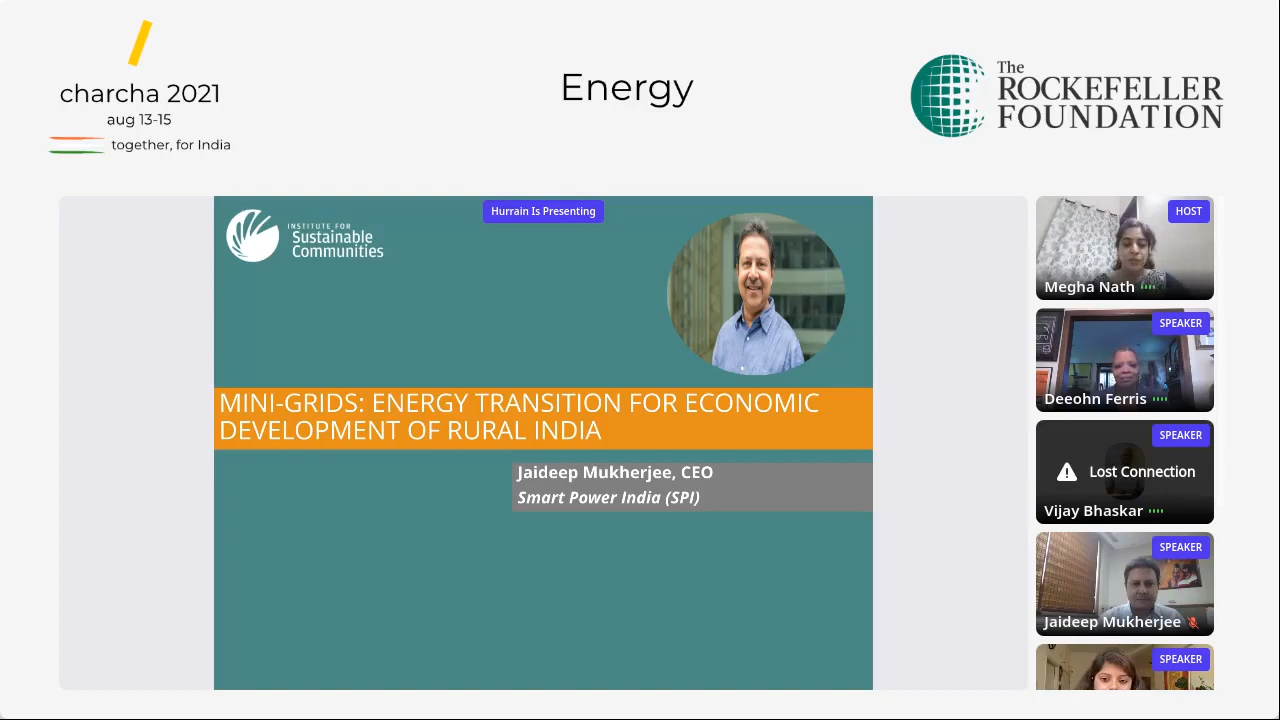 charcha 2021
aug 13-15
together, for India
Energy
The
ROCKEFELLER
FOUNDATION
Hurrain Is Presenting
INSTITUTE FOR
Sustainable
Communities
MINI-GRIDS: ENERGY TRANSITION FOR ECONOMIC
DEVELOPMENT OF RURAL INDIA
Jaideep Mukherjee, CEO
Smart Power India (SPI)
HOST
Megha Nath
SPEAKER
Deeohn Ferris
SPEAKER
Lost Connection
Vijay Bhaskar
SPEAKER
Jaideep Mukherjee
SPEAKER